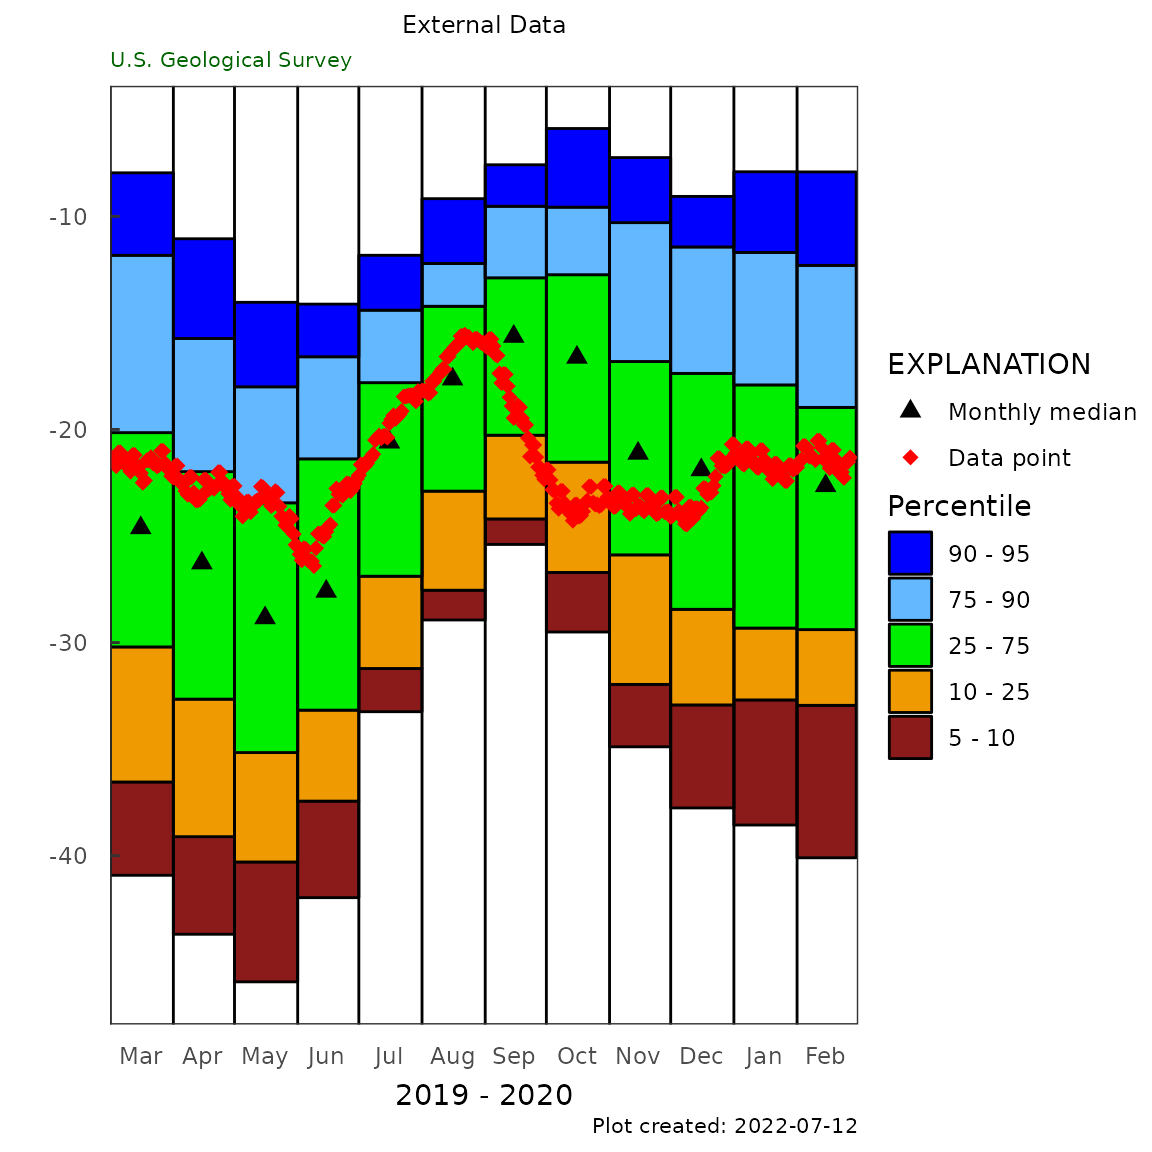 External Data
U.S. Geological Survey
-10
-20
-30
-40
Mar Apr May Jun Jul Aug Sep Oct Nov Dec Jan Feb
2019 - 2020
Plot created: 2022-07-12
EXPLANATION
Monthly median
Data point
Percentile
90 - 95
75 - 90
25 - 75
10 - 25
5 - 10